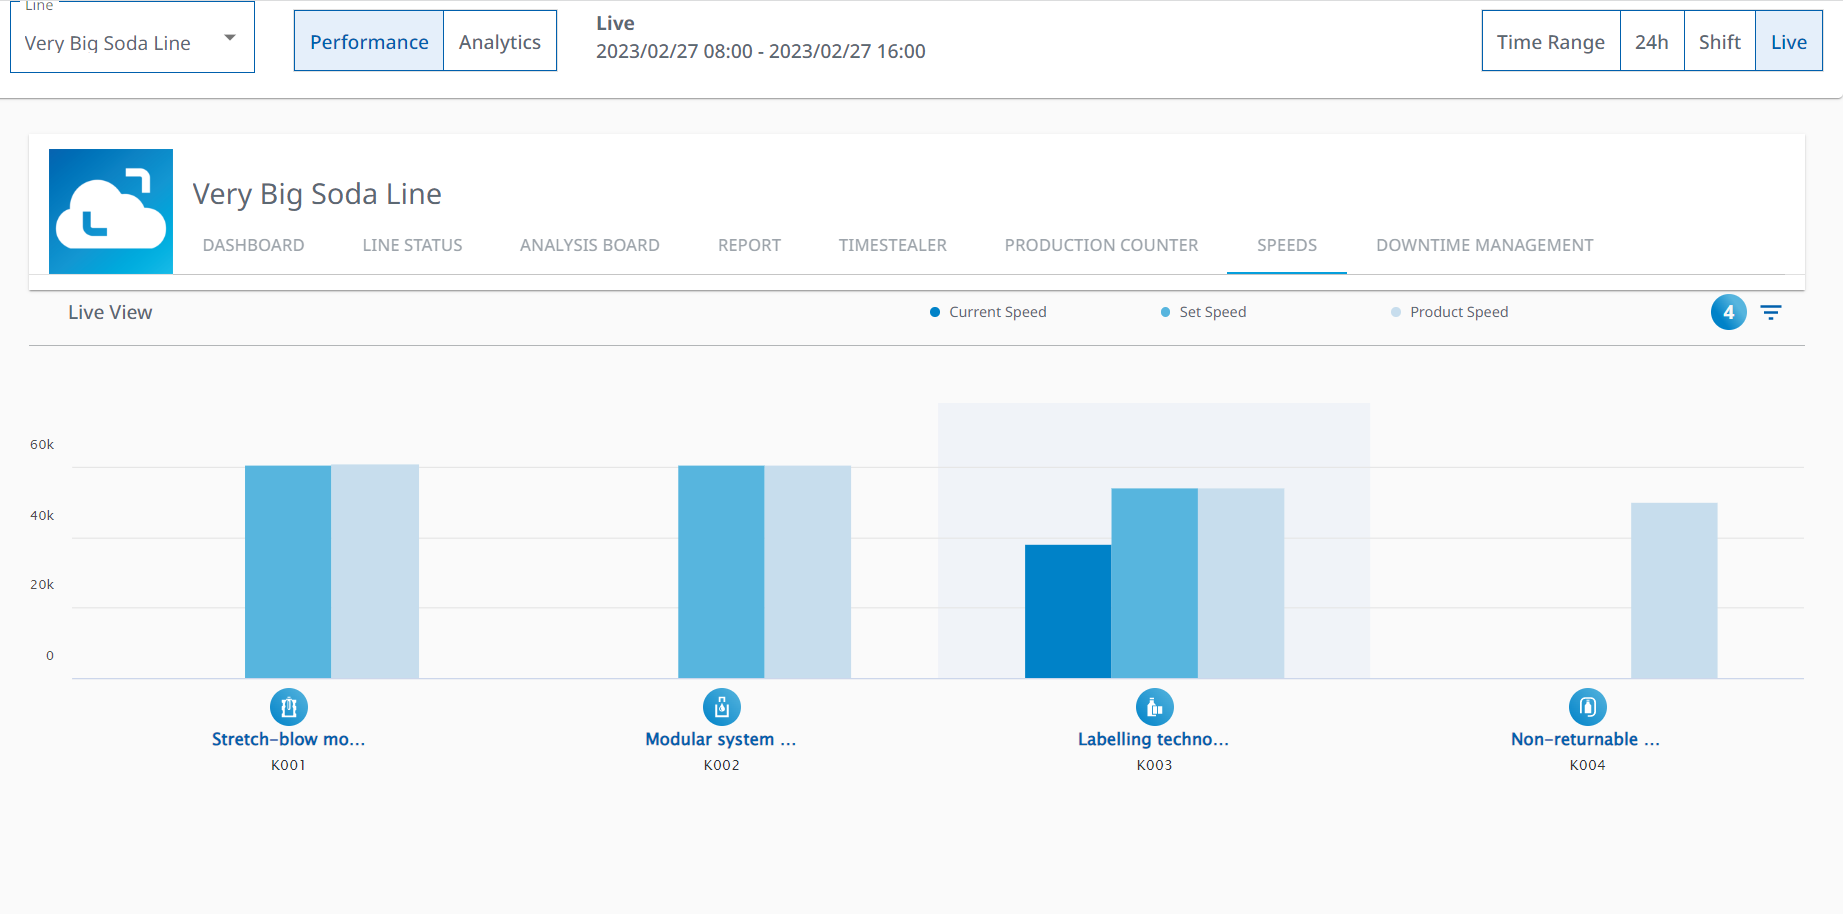 Line
Very Big Soda Line
Performance
Analytics
Live
2023/02/27 08:00 - 2023/02/27 16:00
Time Range
24h
Shift
Live
Very Big Soda Line
DASHBOARD
LINE STATUS
ANALYSIS BOARD
REPORT
TIMESTEALER
PRODUCTION COUNTER
SPEEDS
DOWNTIME MANAGEMENT
Live View
Current Speed
Set Speed
Product Speed
4
60k
40k
20k
0
Stretch-blow mo...
K001
Modular system ...
K002
Labelling techno...
K003
Non-returnable ...
K004